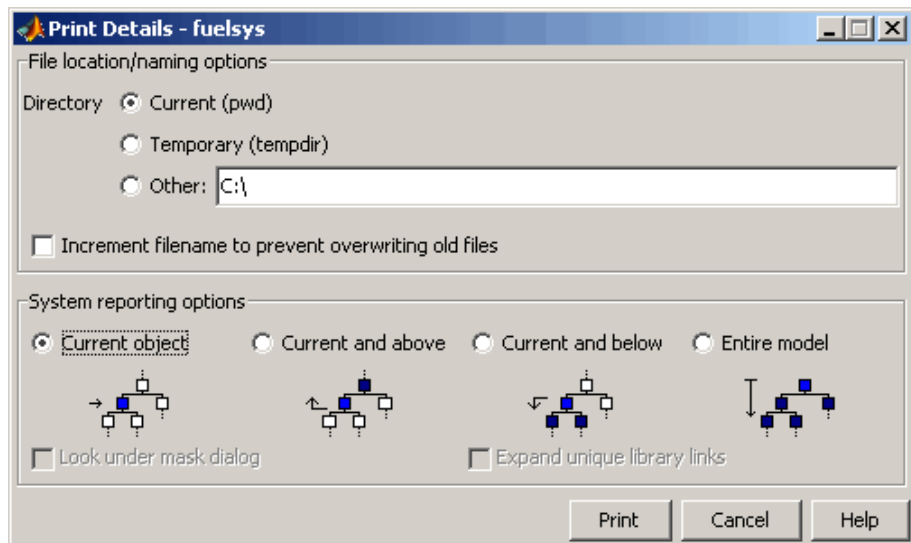 Print Details - fuelsys
File location/naming options
Directory Current (pwd)
Temporary (tempdir)
Other: C:\
Increment filename to prevent overwriting old files
System reporting options
Current object Current and above Current and below Entire model
Look under mask dialog Expand unique library links
Print Cancel Help